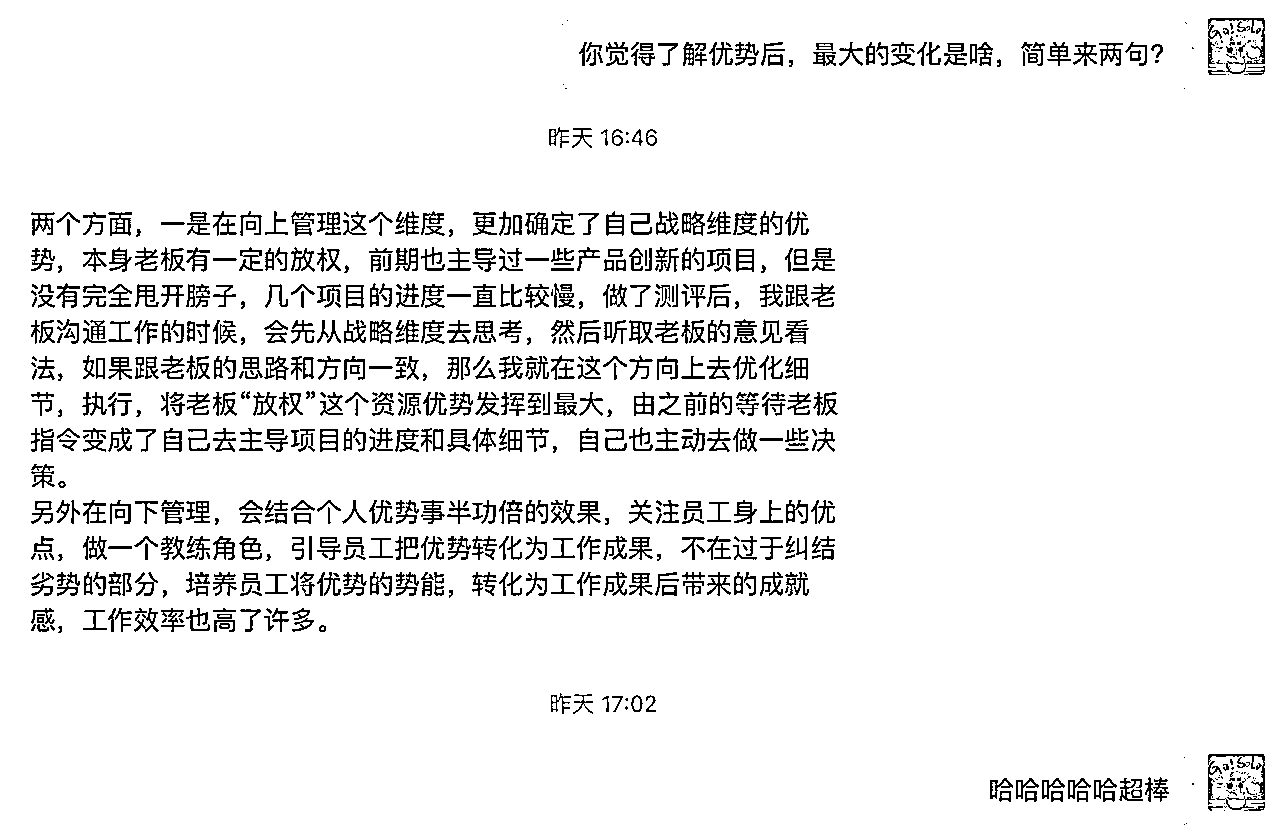 你觉得了解优势后，最大的变化是啥，简单来两句？
昨天 16:46
两个方面，一是在向上管理这个维度，更加确定了自己战略维度的优
势，本身老板有一定的放权，前期也主导过一些产品创新的项目，但是
没有完全甩开膀子，几个项目的进度一直比较慢，做了测评后，我跟老
板沟通工作的时候，会先从战略维度去思考，然后听取老板的意见看
法，如果跟老板的思路和方向一致，那么我就在这个方向上去优化细
节，执行，将老板“放权”这个资源优势发挥到最大，由之前的等待老板
指令变成了自己去主导项目的进度和具体细节，自己也主动去做一些决
策。
另外在向下管理，会结合个人优势事半功倍的效果，关注员工身上的优
点，做一个教练角色，引导员工把优势转化为工作成果，不在过于纠结
劣势的部分，培养员工将优势的势能，转化为工作成果后带来的成就
感，工作效率也高了许多。
昨天 17:02
哈哈哈哈哈超棒